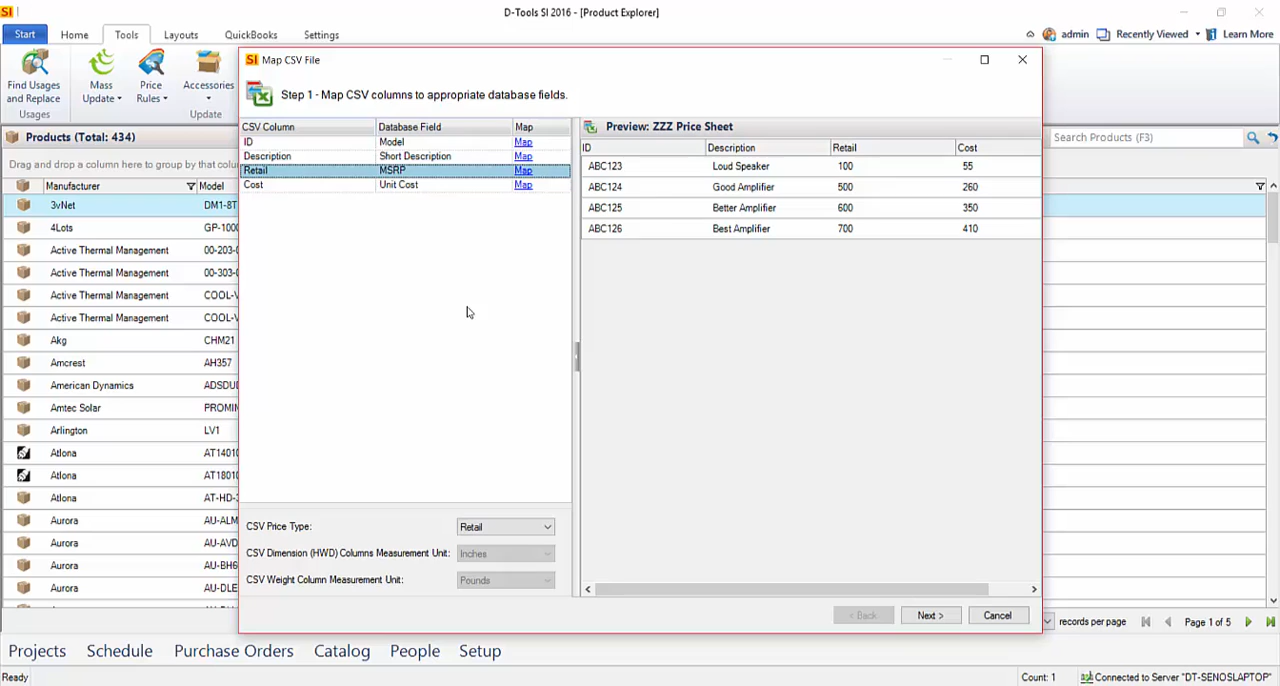 SI
D-Tools SI 2016 - [Product Explorer]
Start Home Tools Layouts QuickBooks Settings
admin Recently Viewed Learn More
Find Usages and Replace
Usages
Mass Update
Price Rules
Accessories
Update
Products (Total: 434)
Search Products (F3)
Drag and drop a column here to group by that colu
Manufacturer Model
3vNet DM1-8T
4Lots GP-1000
Active Thermal Management 00-203-0
Active Thermal Management 00-303-0
Active Thermal Management COOL-V
Active Thermal Management COOL-V
Akg CHM21
Amcrest AH357
American Dynamics ADSDU
Amtec Solar PROMIN
Arlington LV1
Atlona AT1401
Atlona AT1801
Atlona AT-HD-
Aurora AU-ALM
Aurora AU-AVD
Aurora AU-BH6
Aurora AU-DLE
SI Map CSV File
Step 1 - Map CSV columns to appropriate database fields.
CSV Column Database Field Map
ID Model Map
Description Short Description Map
Retail MSRP Map
Cost Unit Cost Map
CSV Price Type: Retail
CSV Dimension (HWD) Columns Measurement Unit: Inches
CSV Weight Column Measurement Unit: Pounds
Preview: ZZZ Price Sheet
ID Description Retail Cost
ABC123 Loud Speaker 100 55
ABC124 Good Amplifier 500 260
ABC125 Better Amplifier 600 350
ABC126 Best Amplifier 700 410
< Back Next > Cancel
records per page Page 1 of 5
Projects Schedule Purchase Orders Catalog People Setup
Ready
Count: 1 Connected to Server "DT-SENOSLAPTOP"